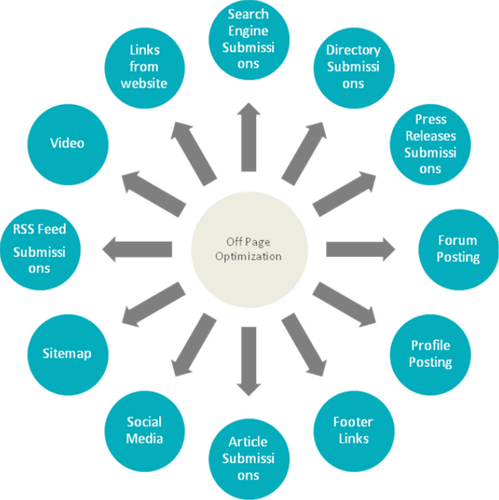 Search
Engine
Submissi
ons
Directory
Submissi
ons
Press
Releases
Submissi
ons
Forum
Posting
Profile
Posting
Footer
Links
Article
Submissi
ons
Social
Media
Sitemap
RSS Feed
Submissi
ons
Video
Links
from
website
Off Page
Optimization